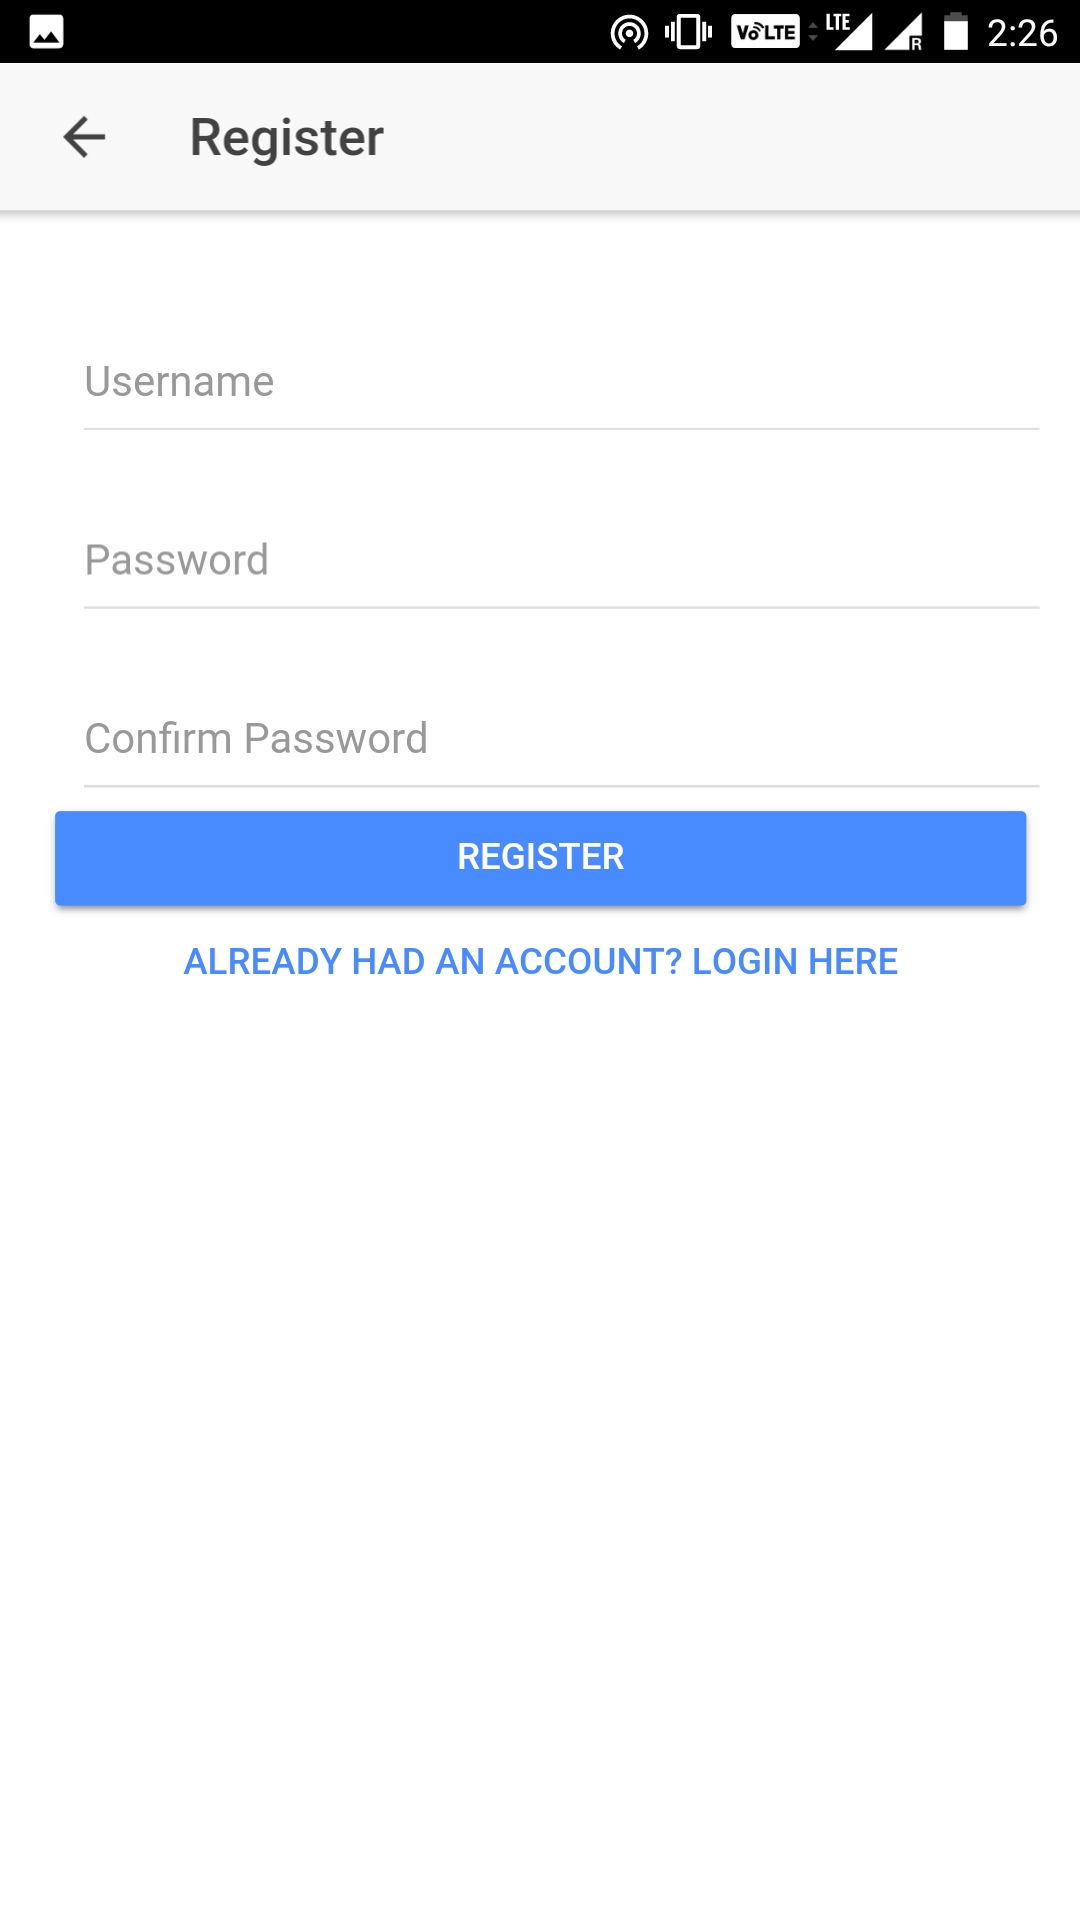 VoLTE LTE R 2:26
Register
Username
Password
Confirm Password
REGISTER
ALREADY HAD AN ACCOUNT? LOGIN HERE